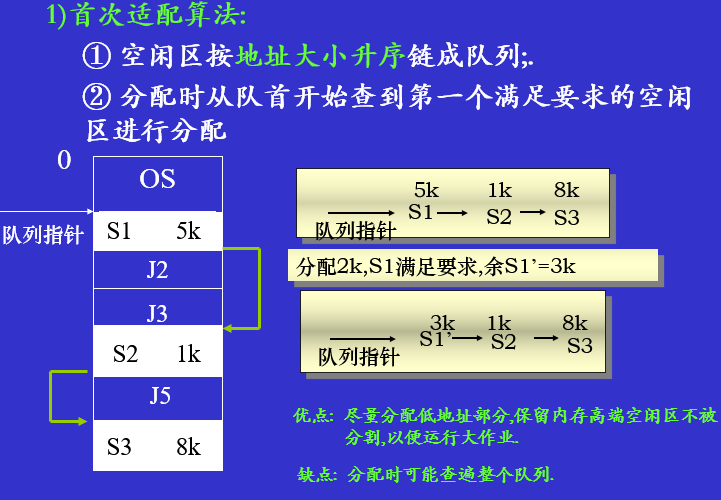 1)首次适配算法:
① 空闲区按地址大小升序链成队列;.
② 分配时从队首开始查到第一个满足要求的空闲
区进行分配
0
OS
队列指针
S1 5k
J2
J3
S2 1k
J5
S3 8k
5k 1k 8k
S1 S2 S3
队列指针
分配2k,S1满足要求,余S1’=3k
3k 1k 8k
S1’ S2 S3
队列指针
优点: 尽量分配低地址部分,保留内存高端空闲区不被
分割,以便运行大作业.
缺点: 分配时可能查遍整个队列.